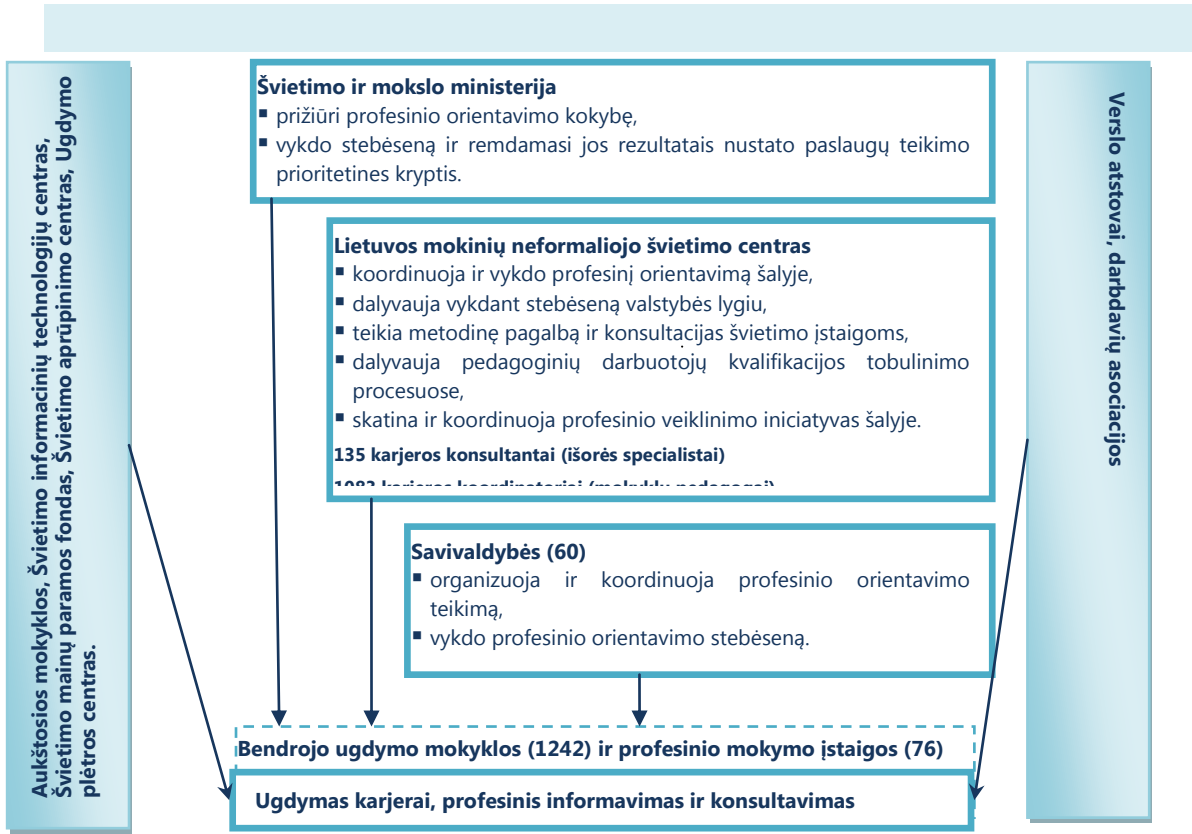 Aukštosios mokyklos, Švietimo informacinių technologijų centras,
Švietimo mainų paramos fondas, Švietimo aprūpinimo centras, Ugdymo
plėtros centras.
Švietimo ir mokslo ministerija
▪ prižiūri profesinio orientavimo kokybę,
▪ vykdo stebėseną ir remdamasi jos rezultatais nustato paslaugų teikimo
prioritetines kryptis.
Lietuvos mokinių neformaliojo švietimo centras
▪ koordinuoja ir vykdo profesinį orientavimą šalyje,
▪ dalyvauja vykdant stebėseną valstybės lygiu,
▪ teikia metodinę pagalbą ir konsultacijas švietimo įstaigoms,
▪ dalyvauja pedagoginių darbuotojų kvalifikacijos tobulinimo
procesuose,
▪ skatina ir koordinuoja profesinio veiklinimo iniciatyvas šalyje.
135 karjeros konsultantai (išorės specialistai)
karjeros koordinatoriai (mokyklų pedagogai)
Savivaldybės (60)
▪ organizuoja ir koordinuoja profesinio orientavimo
teikimą,
▪ vykdo profesinio orientavimo stebėseną.
Bendrojo ugdymo mokyklos (1242) ir profesinio mokymo įstaigos (76)
Ugdymas karjerai, profesinis informavimas ir konsultavimas
Verslo atstovai, darbdavių asociacijos